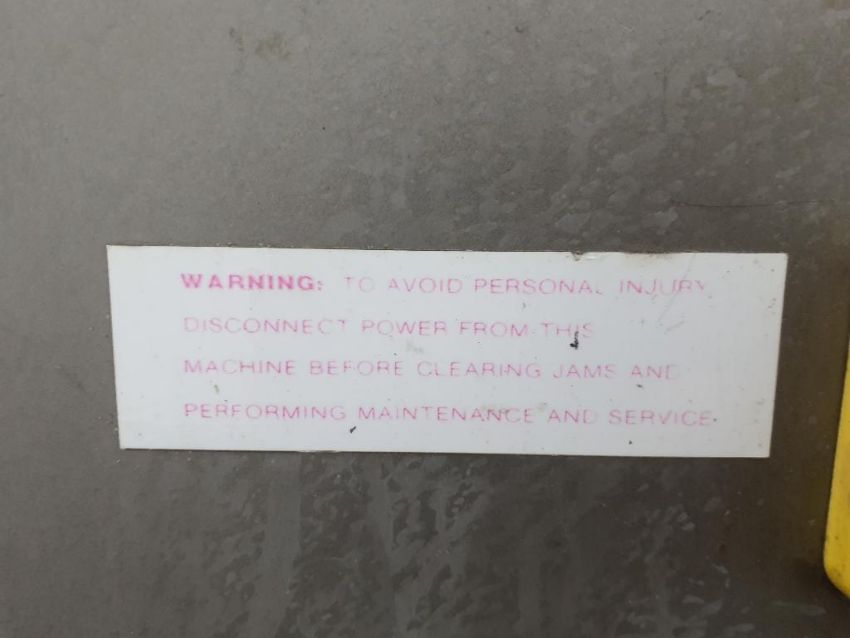 WARNING: TO AVOID PERSONAL INJURY
DISCONNECT POWER FROM THIS
MACHINE BEFORE CLEARING JAMS AND
PERFORMING MAINTENANCE AND SERVICE.